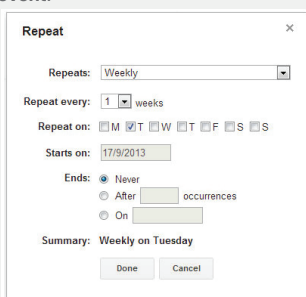 Repeat ×
Repeats: Weekly
Repeat every: 1 weeks
Repeat on: M T W T F S S
Starts on: 17/9/2013
Ends: Never
After occurrences
On
Summary: Weekly on Tuesday
Done Cancel